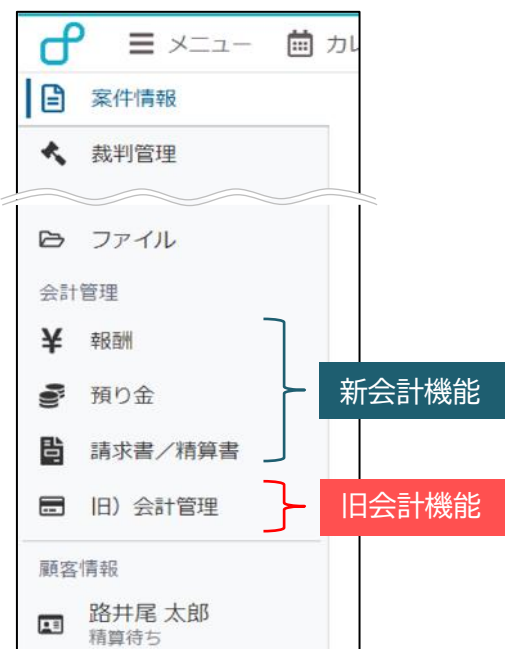 メニュー カレ
案件情報
裁判管理
ファイル
会計管理
報酬
預り金
請求書／精算書
旧）会計管理
新会計機能
旧会計機能
顧客情報
路井尾 太郎
精算待ち